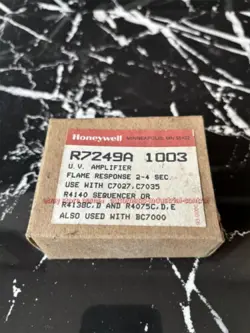 Honeywell MINNEAPOLIS, MN 55422
R7249A 1003
U.V. AMPLIFIER
FLAME RESPONSE 2-4 SEC.
USE WITH C7027,C7035
R4140 SEQUENCER OR
R4138C,D AND R4075C,D,E
ALSO USED WITH BC7000